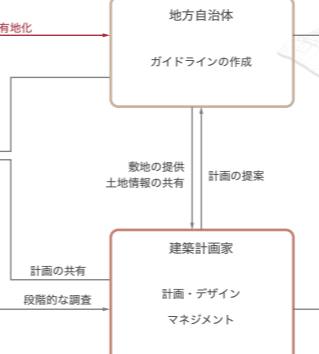 地方自治体
有地化
ガイドラインの作成
敷地の提供
土地情報の共有
計画の提案
建築計画家
計画の共有
計画・デザイン
段階的な調査
マネジメント